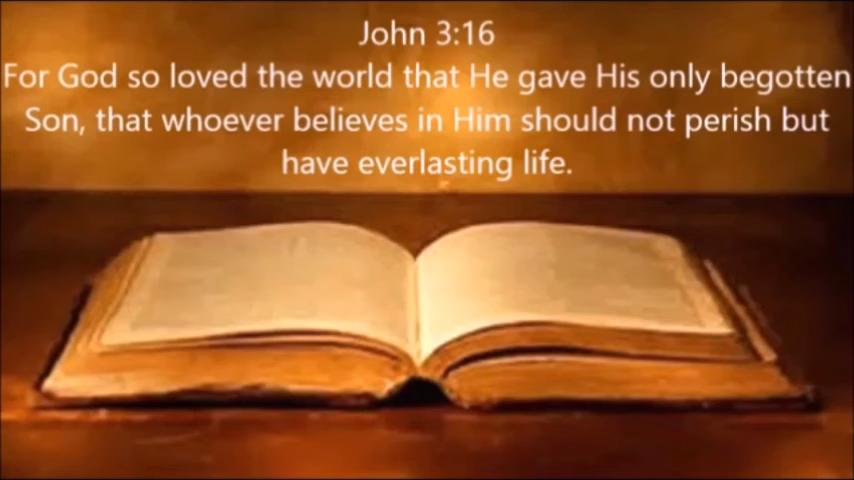 John 3:16
For God so loved the world that He gave His only begotten
Son, that whoever believes in Him should not perish but
have everlasting life.